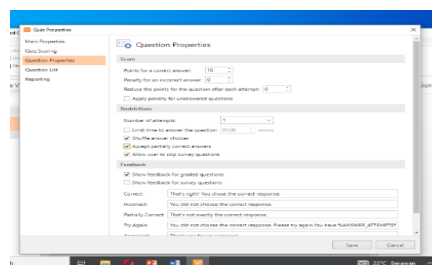 Quiz Properties
Main Properties
Quiz Scoring
Question Properties
Question List
Reporting
Question Properties
Score
Points for a correct answer: 10
Penalty for an incorrect answer: 0
Reduce the points for the question after each attempt: 0
Apply penalty for unanswered questions
Restrictions
Number of attempts: 1
Limit time to answer the question:
Shuffle answer choices
Accept partially correct answers
Allow user to skip survey questions
Feedback
Show feedback for graded questions
Show feedback for survey questions
Correct: That's right! You chose the correct response.
Incorrect: You did not choose the correct response.
Partially Correct: That's not exactly the correct response.
Try Again: You did not choose the correct response. Please try again. You have %ANSWER_ATTEMPTS%
Save
Cancel
25°C Berawan